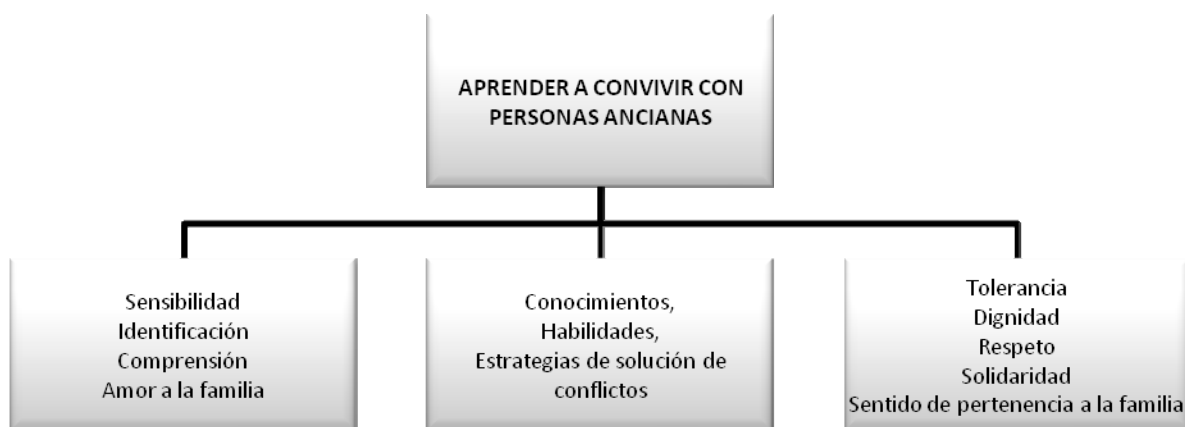 APRENDER A CONVIVIR CON
PERSONAS ANCIANAS
Sensibilidad
Identificación
Comprensión
Amor a la familia
Conocimientos,
Habilidades,
Estrategias de solución de
conflictos
Tolerancia
Dignidad
Respeto
Solidaridad
Sentido de pertenencia a la familia